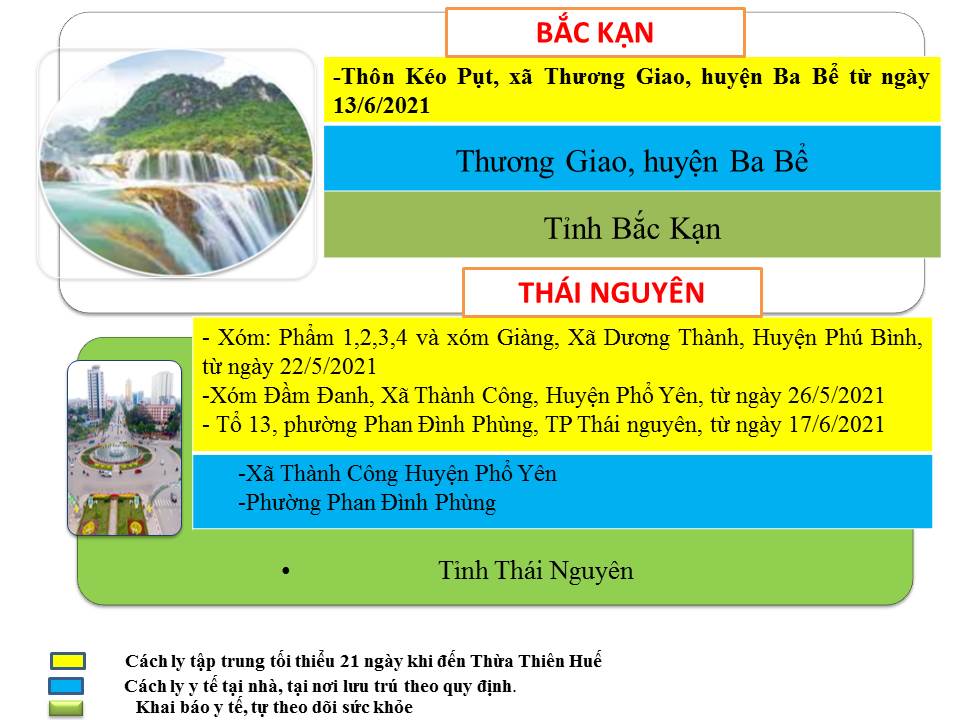 BẮC KẠN
-Thôn Kéo Pụt, xã Thương Giao, huyện Ba Bể từ ngày
13/6/2021
Thương Giao, huyện Ba Bể
Tỉnh Bắc Kạn
THÁI NGUYÊN
- Xóm: Phẩm 1,2,3,4 và xóm Giàng, Xã Dương Thành, Huyện Phú Bình,
từ ngày 22/5/2021
-Xóm Đầm Đanh, Xã Thành Công, Huyện Phổ Yên, từ ngày 26/5/2021
- Tổ 13, phường Phan Đình Phùng, TP Thái nguyên, từ ngày 17/6/2021
-Xã Thành Công Huyện Phổ Yên
-Phường Phan Đình Phùng
• Tỉnh Thái Nguyên
Cách ly tập trung tối thiểu 21 ngày khi đến Thừa Thiên Huế
Cách ly y tế tại nhà, tại nơi lưu trú theo quy định.
Khai báo y tế, tự theo dõi sức khỏe